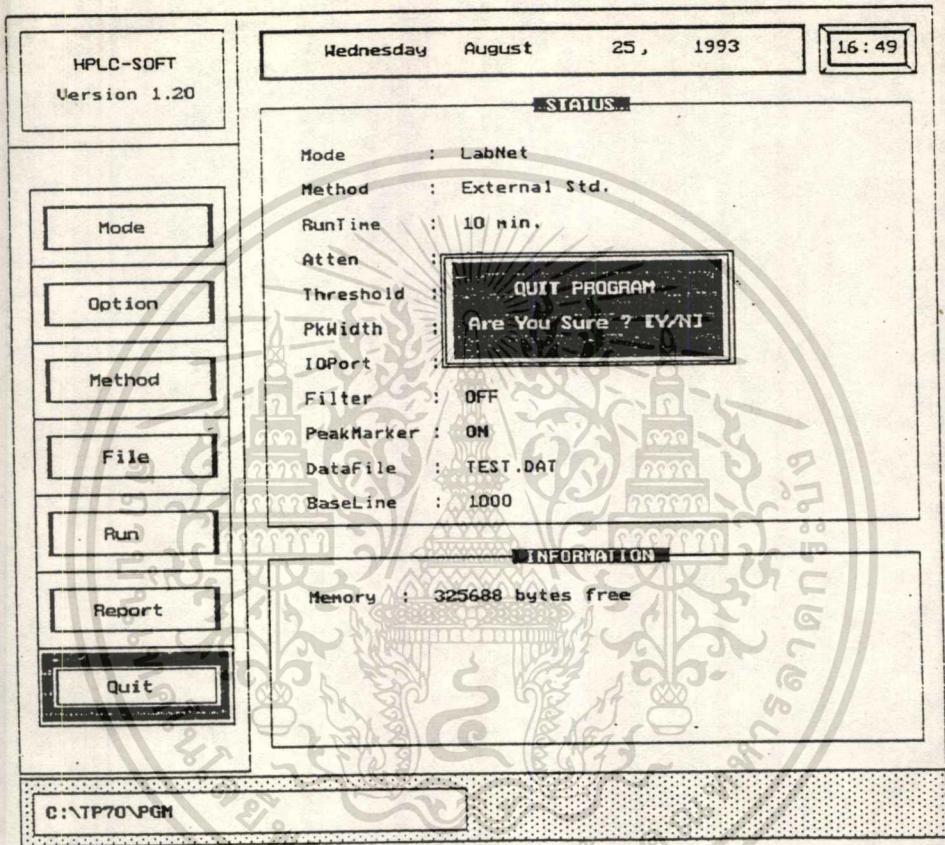 HPLC-SOFT
Version 1.20
Wednesday August 25, 1993
16:49
STATUS
Mode : LabNet
Method : External Std.
RunTime : 10 min.
Atten :
Threshold :
PkWidth :
IOPort :
Filter : OFF
PeakMarker : ON
DataFile : TEST.DAT
BaseLine : 1000
QUIT PROGRAM
Are You Sure ? [Y/N]
Mode
Option
Method
File
Run
Report
Quit
INFORMATION
Memory : 325688 bytes free
C:\TP70\PGM